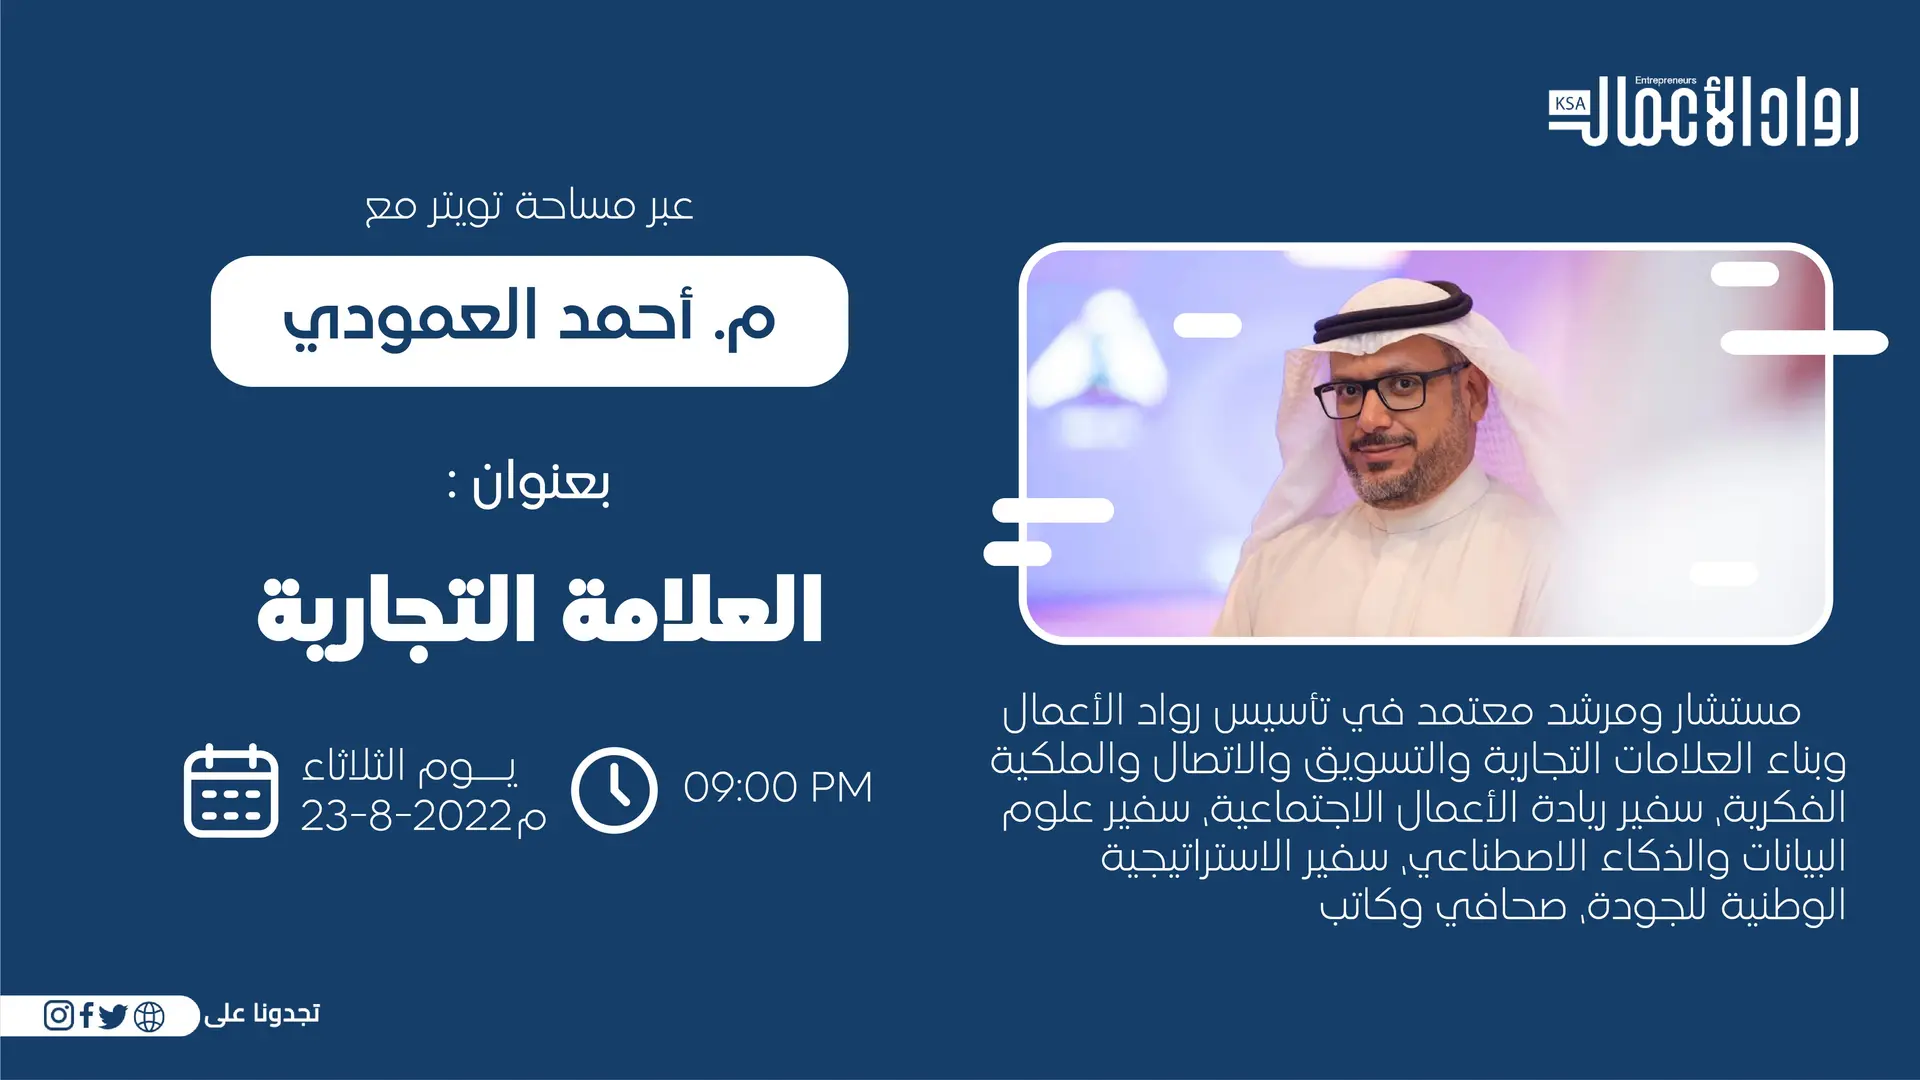 Entrepreneurs
رواد الأعمال
KSA
عبر مساحة تويتر مع
م. أحمد العمودي
بعنوان :
العلامة التجارية
يـــوم الثلاثاء
23-8-2022م
09:00 PM
مستشار ومرشد معتمد في تأسيس رواد الأعمال
وبناء العلامات التجارية والتسويق والاتصال والملكية
الفكرية, سفير ريادة الأعمال الاجتماعية, سفير علوم
البيانات والذكاء الاصطناعي, سفير الاستراتيجية
الوطنية للجودة, صحافي وكاتب
تجدونا على